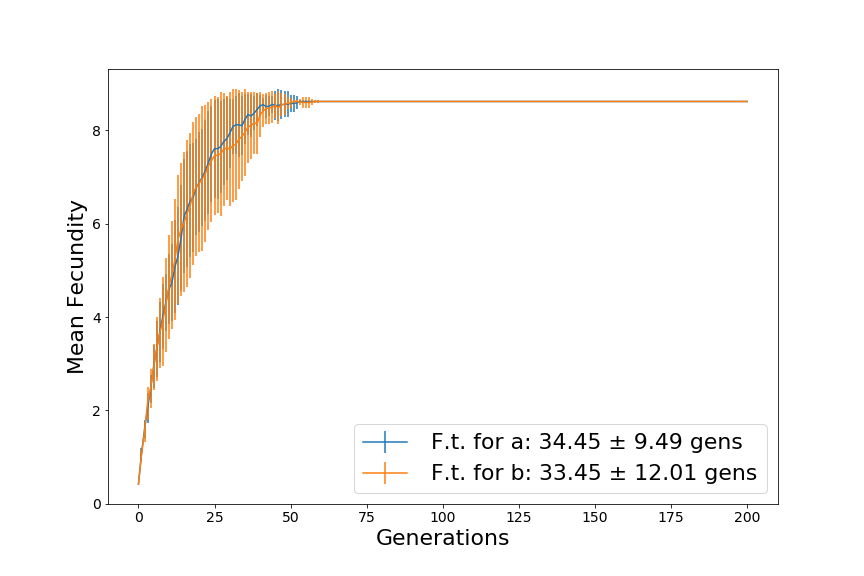 Mean Fecundity
8
6
4
2
0
0 25 50 75 100 125 150 175 200
Generations
F.t. for a: 34.45 ± 9.49 gens
F.t. for b: 33.45 ± 12.01 gens